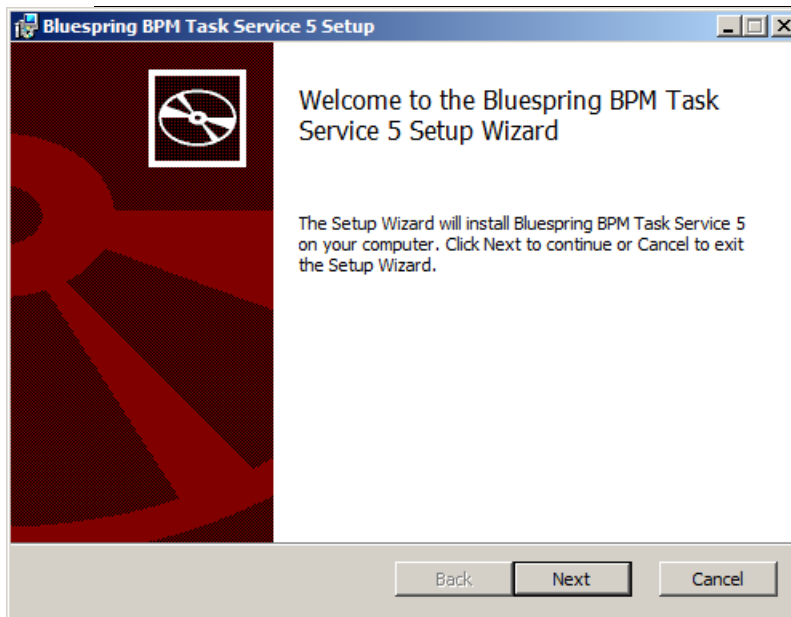 Bluespring BPM Task Service 5 Setup
Welcome to the Bluespring BPM Task
Service 5 Setup Wizard
The Setup Wizard will install Bluespring BPM Task Service 5
on your computer. Click Next to continue or Cancel to exit
the Setup Wizard.
Back Next Cancel